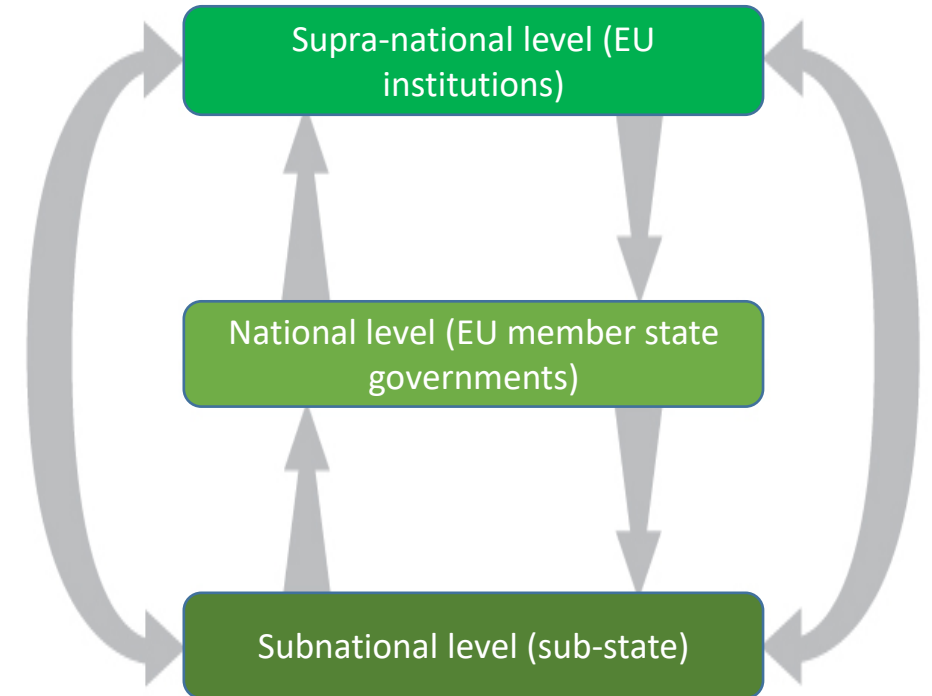 Supra-national level (EU
institutions)
National level (EU member state
governments)
Subnational level (sub-state)